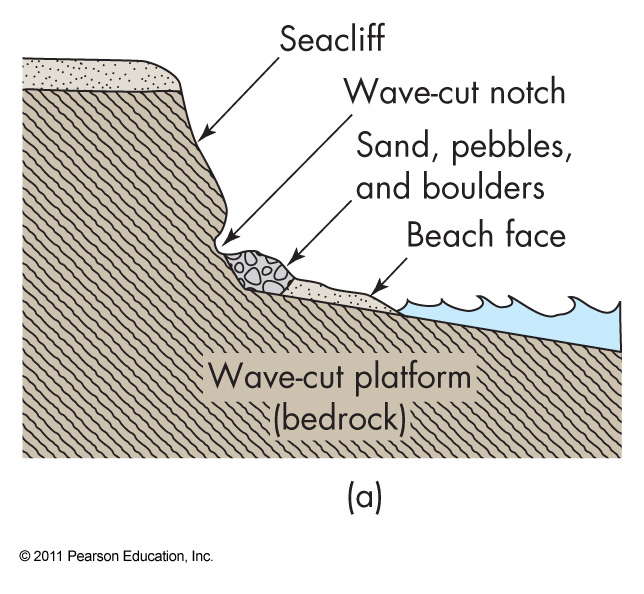 Seacliff
Wave-cut notch
Sand, pebbles,
and boulders
Beach face
Wave-cut platform
(bedrock)
(a)
© 2011 Pearson Education, Inc.